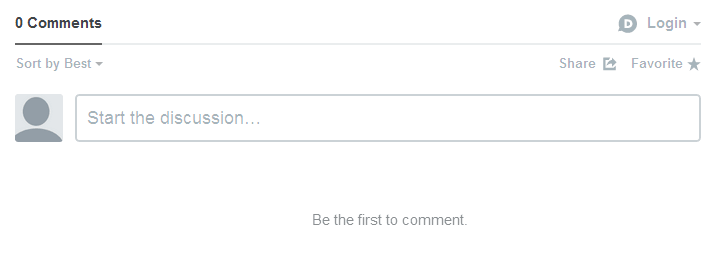 0 Comments
D Login
Sort by Best
Share Favorite
Start the discussion…
Be the first to comment.